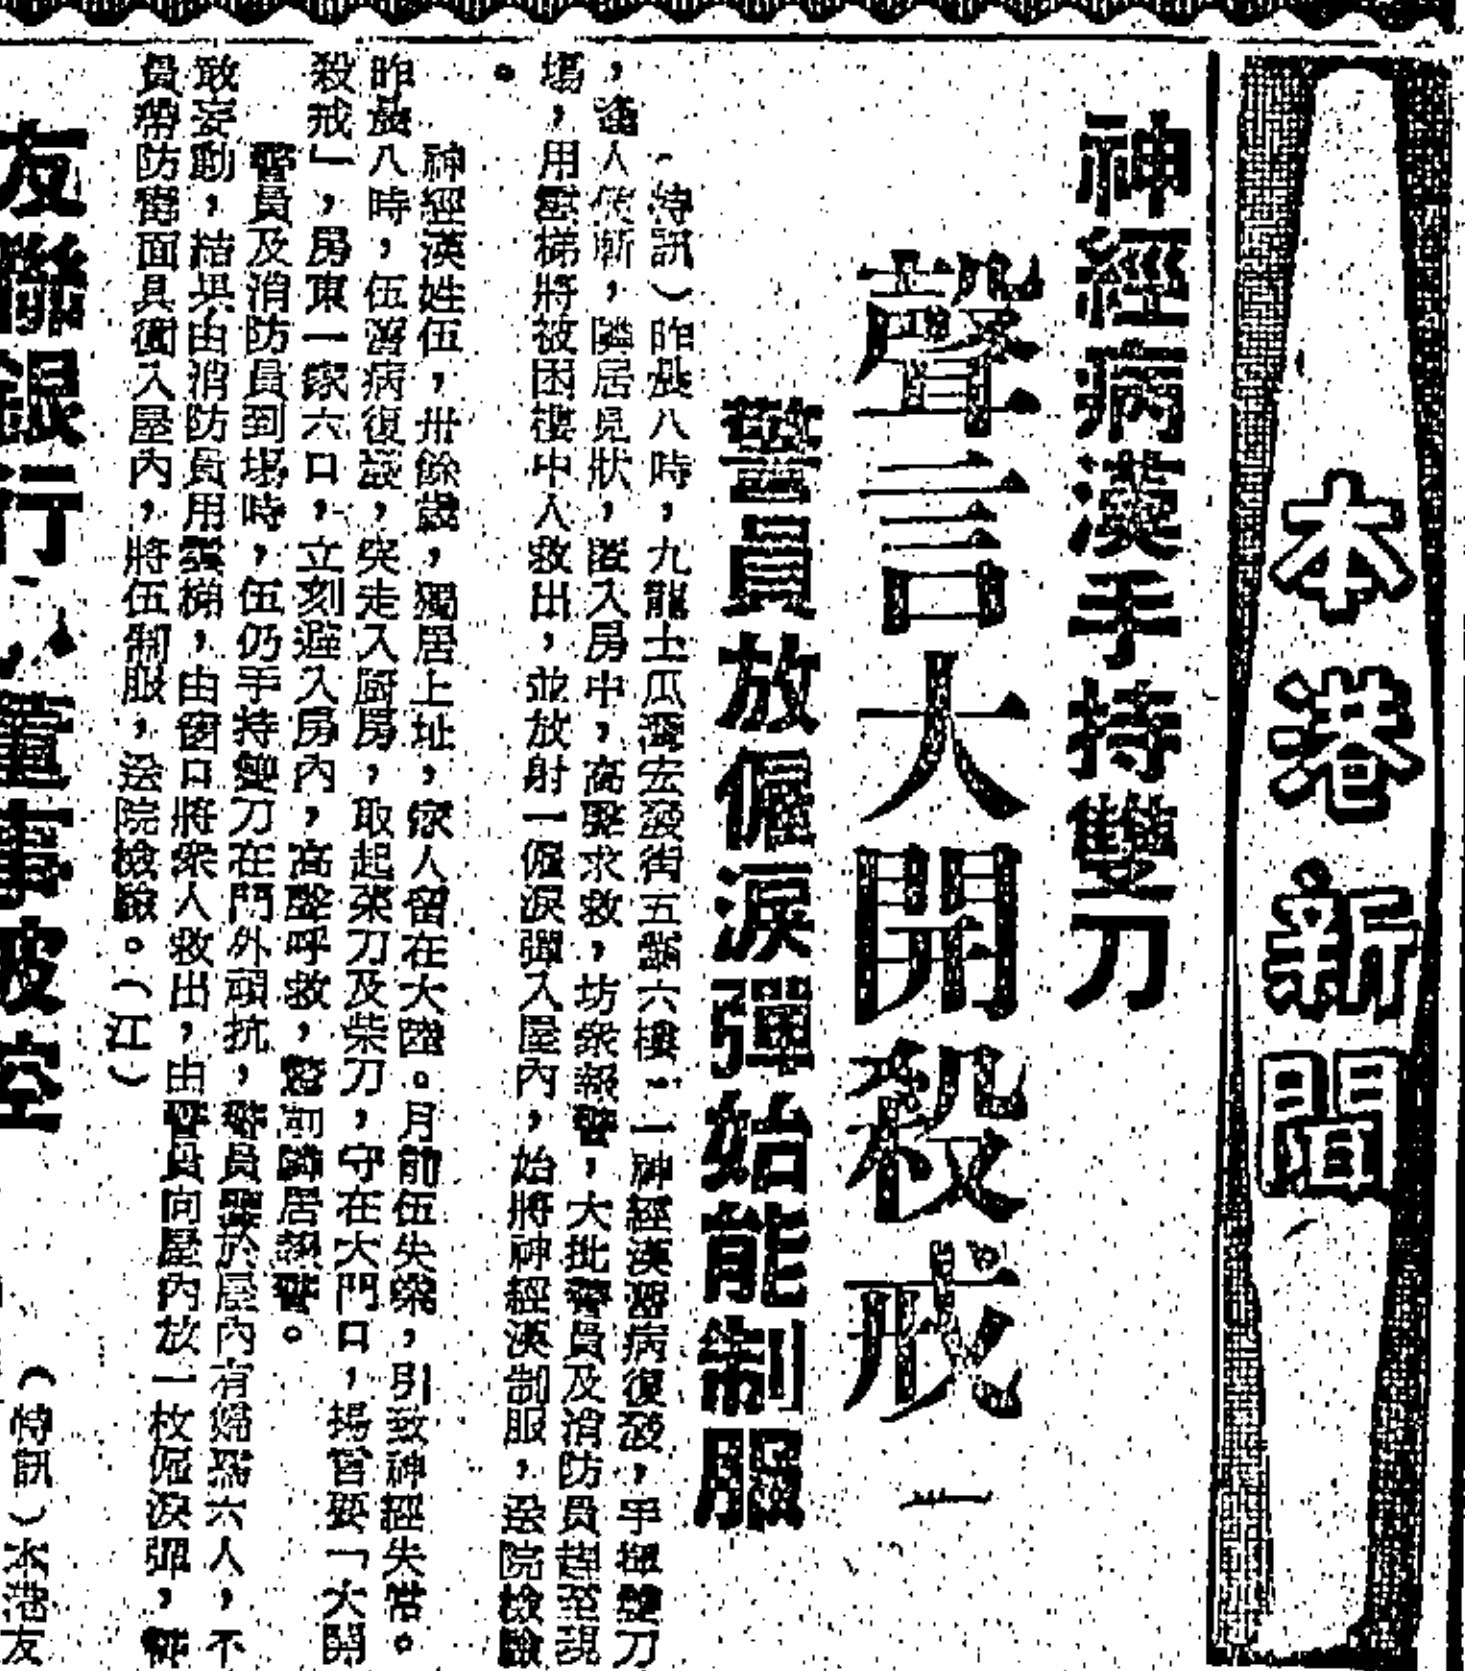 本港新聞
神經病漢手持雙刀
聲言大開殺戒
警員放催淚彈始能制服
（特訊）昨晨八時，九龍土瓜灣宏發街五號六樓，一神經漢舊病復發，手揮雙刀
，逢人便斬，隣居見狀，匿入房中，高聲求救，坊衆報警，大批警員及消防員趕至現
塲，用雲梯將被困樓中人救出，並放射一催淚彈入屋內，始將神經漢制服，送院檢驗
。
神經漢姓伍，卅餘歲，獨居上址，家人留在大陸。月前伍失業，引致神經失常。
昨晨八時，伍舊病復發，突走入廚房，取起菜刀及柴刀，守在大門口，揚言要「大開
殺戒」，房東一家六口，立刻避入房內，高聲呼救，當對隣居報警。
警員及消防員到塲時，伍仍手持雙刀在門外頑抗，警員以屋內有婦孺六人，不
敢妄動，結果由消防員用雲梯，由窗口將衆人救出，由警員向屋內放一枚催淚彈，
員帶防毒面具衝入屋內，將伍制服，送院檢驗。（江）
友聯銀行 董事被控
（特訊）本港友